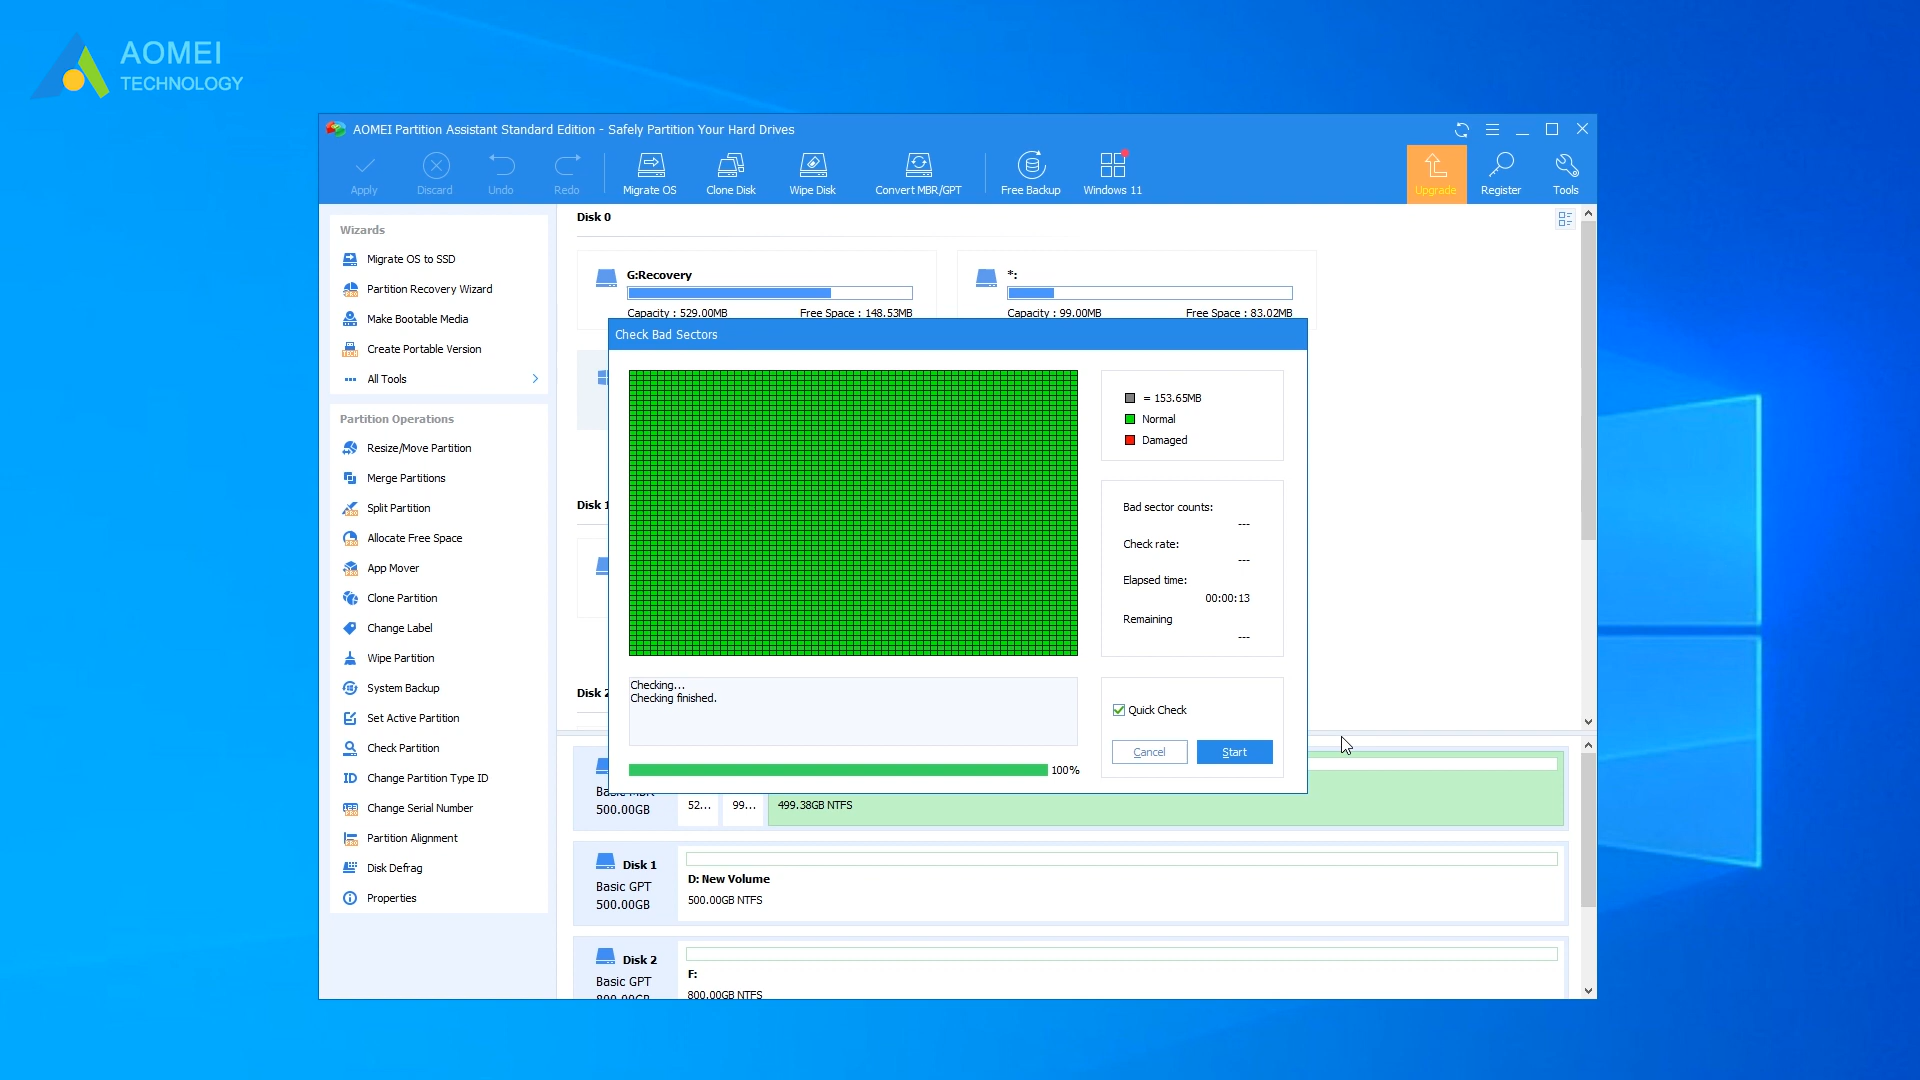 AOMEI
TECHNOLOGY
AOMEI Partition Assistant Standard Edition - Safely Partition Your Hard Drives
Apply
Discard
Undo
Redo
Migrate OS
Clone Disk
Wipe Disk
Convert MBR/GPT
Free Backup
Windows 11
Upgrade
Register
Tools
Wizards
Migrate OS to SSD
Partition Recovery Wizard
Make Bootable Media
Create Portable Version
All Tools
Partition Operations
Resize/Move Partition
Merge Partitions
Split Partition
Allocate Free Space
App Mover
Clone Partition
Change Label
Wipe Partition
System Backup
Set Active Partition
Check Partition
Change Partition Type ID
Change Serial Number
Partition Alignment
Disk Defrag
Properties
Disk 0
G:Recovery
Capacity : 529.00MB Free Space : 148.53MB
*:
Capacity : 99.00MB Free Space : 83.02MB
Disk 1
Disk 2
Check Bad Sectors
= 153.65MB
Normal
Damaged
Bad sector counts:
---
Check rate:
---
Elapsed time:
00:00:13
Remaining
---
Checking...
Checking finished.
100%
Quick Check
Cancel
Start
Basic MBR
500.00GB
52...
99...
499.38GB NTFS
Disk 1
Basic GPT
500.00GB
D: New Volume
500.00GB NTFS
Disk 2
Basic GPT
800.00GB
F:
800.00GB NTFS